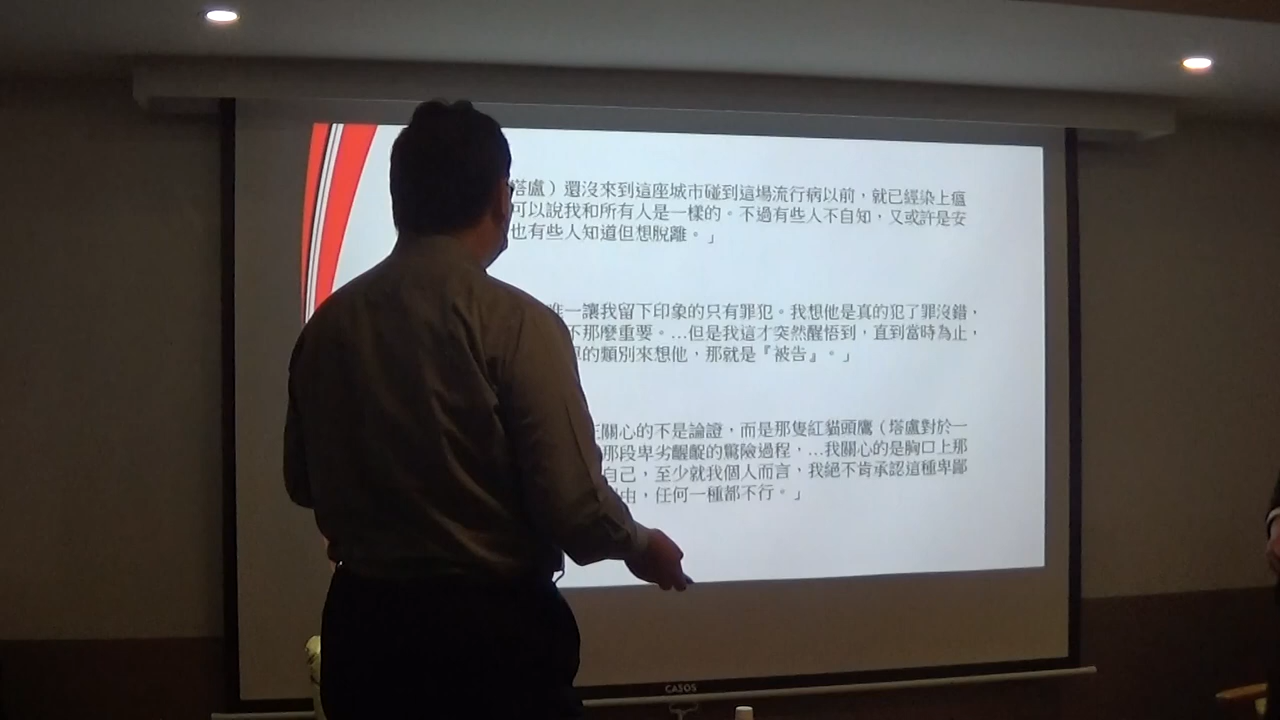 塔盧）還沒來到這座城市碰到這場流行病以前，就已經染上瘟
可以說我和所有人是一樣的。不過有些人不自知，又或許是安
也有些人知道但想脫離。」
唯一讓我留下印象的只有罪犯。我想他是真的犯了罪沒錯，
不那麼重要。…但是我這才突然醒悟到，直到當時為止，
的類別來想他，那就是『被告』。」
關心的不是論證，而是那隻紅貓頭鷹（塔盧對於一
那段卑劣齷齪的驚險過程，…我關心的是胸口上那
自己，至少就我個人而言，我絕不肯承認這種卑鄙
由，任何一種都不行。」
CASOS